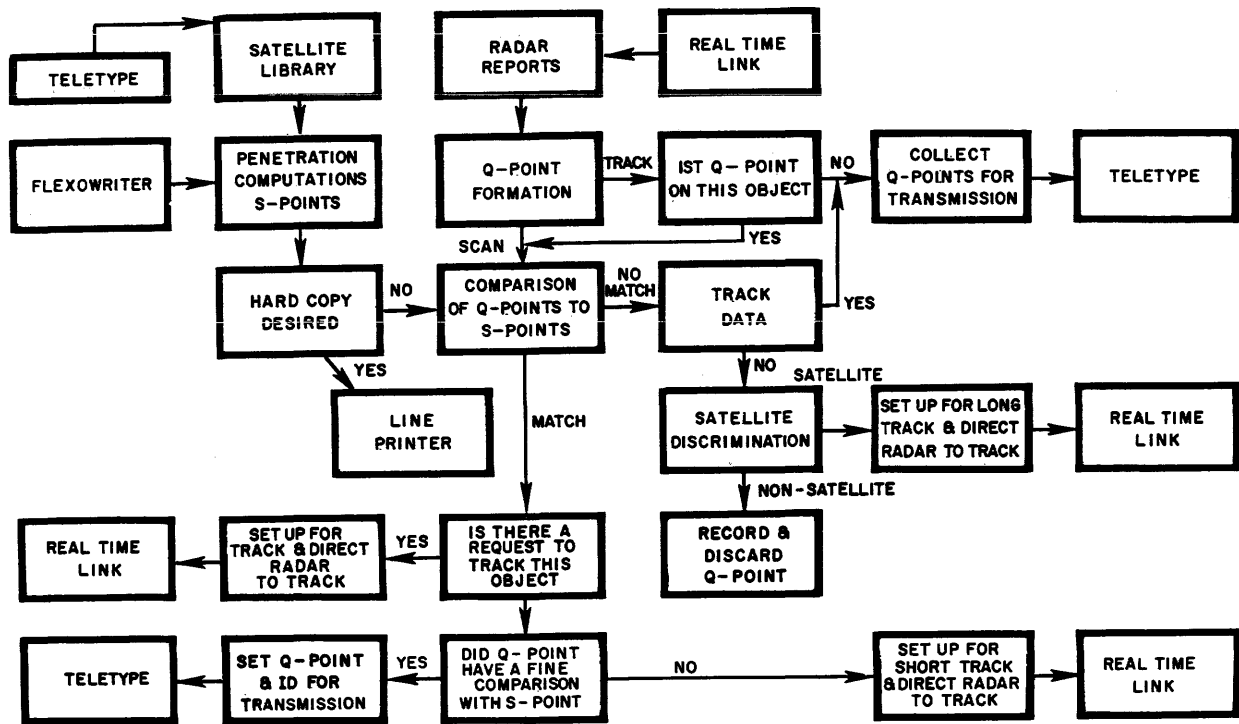 TELETYPE
SATELLITE
LIBRARY
RADAR
REPORTS
REAL TIME
LINK
FLEXOWRITER
PENETRATION
COMPUTATIONS
S-POINTS
Q-POINT
FORMATION
TRACK
IST Q-POINT
ON THIS OBJECT
NO
COLLECT
Q-POINTS FOR
TRANSMISSION
TELETYPE
SCAN
YES
HARD COPY
DESIRED
NO
COMPARISON
OF Q-POINTS TO
S-POINTS
NO
MATCH
TRACK
DATA
YES
YES
LINE
PRINTER
MATCH
NO
SATELLITE
SATELLITE
DISCRIMINATION
SET UP FOR LONG
TRACK & DIRECT
RADAR TO TRACK
REAL TIME
LINK
NON-SATELLITE
RECORD &
DISCARD
Q-POINT
REAL TIME
LINK
SET UP FOR
TRACK & DIRECT
RADAR
TO TRACK
YES
IS THERE A
REQUEST TO
TRACK THIS
OBJECT
TELETYPE
SET Q-POINT
& ID FOR
TRANSMISSION
YES
DID Q-POINT
HAVE A FINE
COMPARISON
WITH S-POINT
NO
SET UP FOR
SHORT TRACK
& DIRECT RADAR
TO TRACK
REAL TIME
LINK